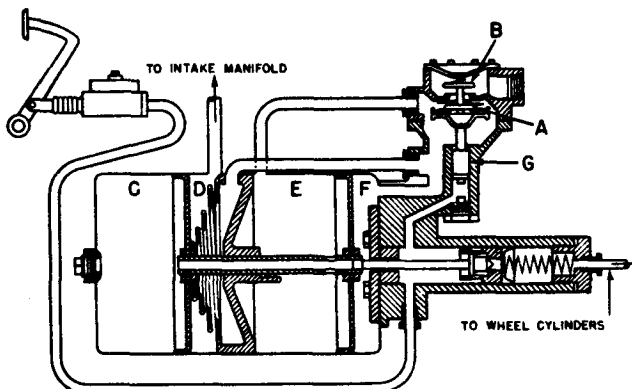 B
TO INTAKE MANIFOLD
A
G
C
D
E
F
TO WHEEL CYLINDERS